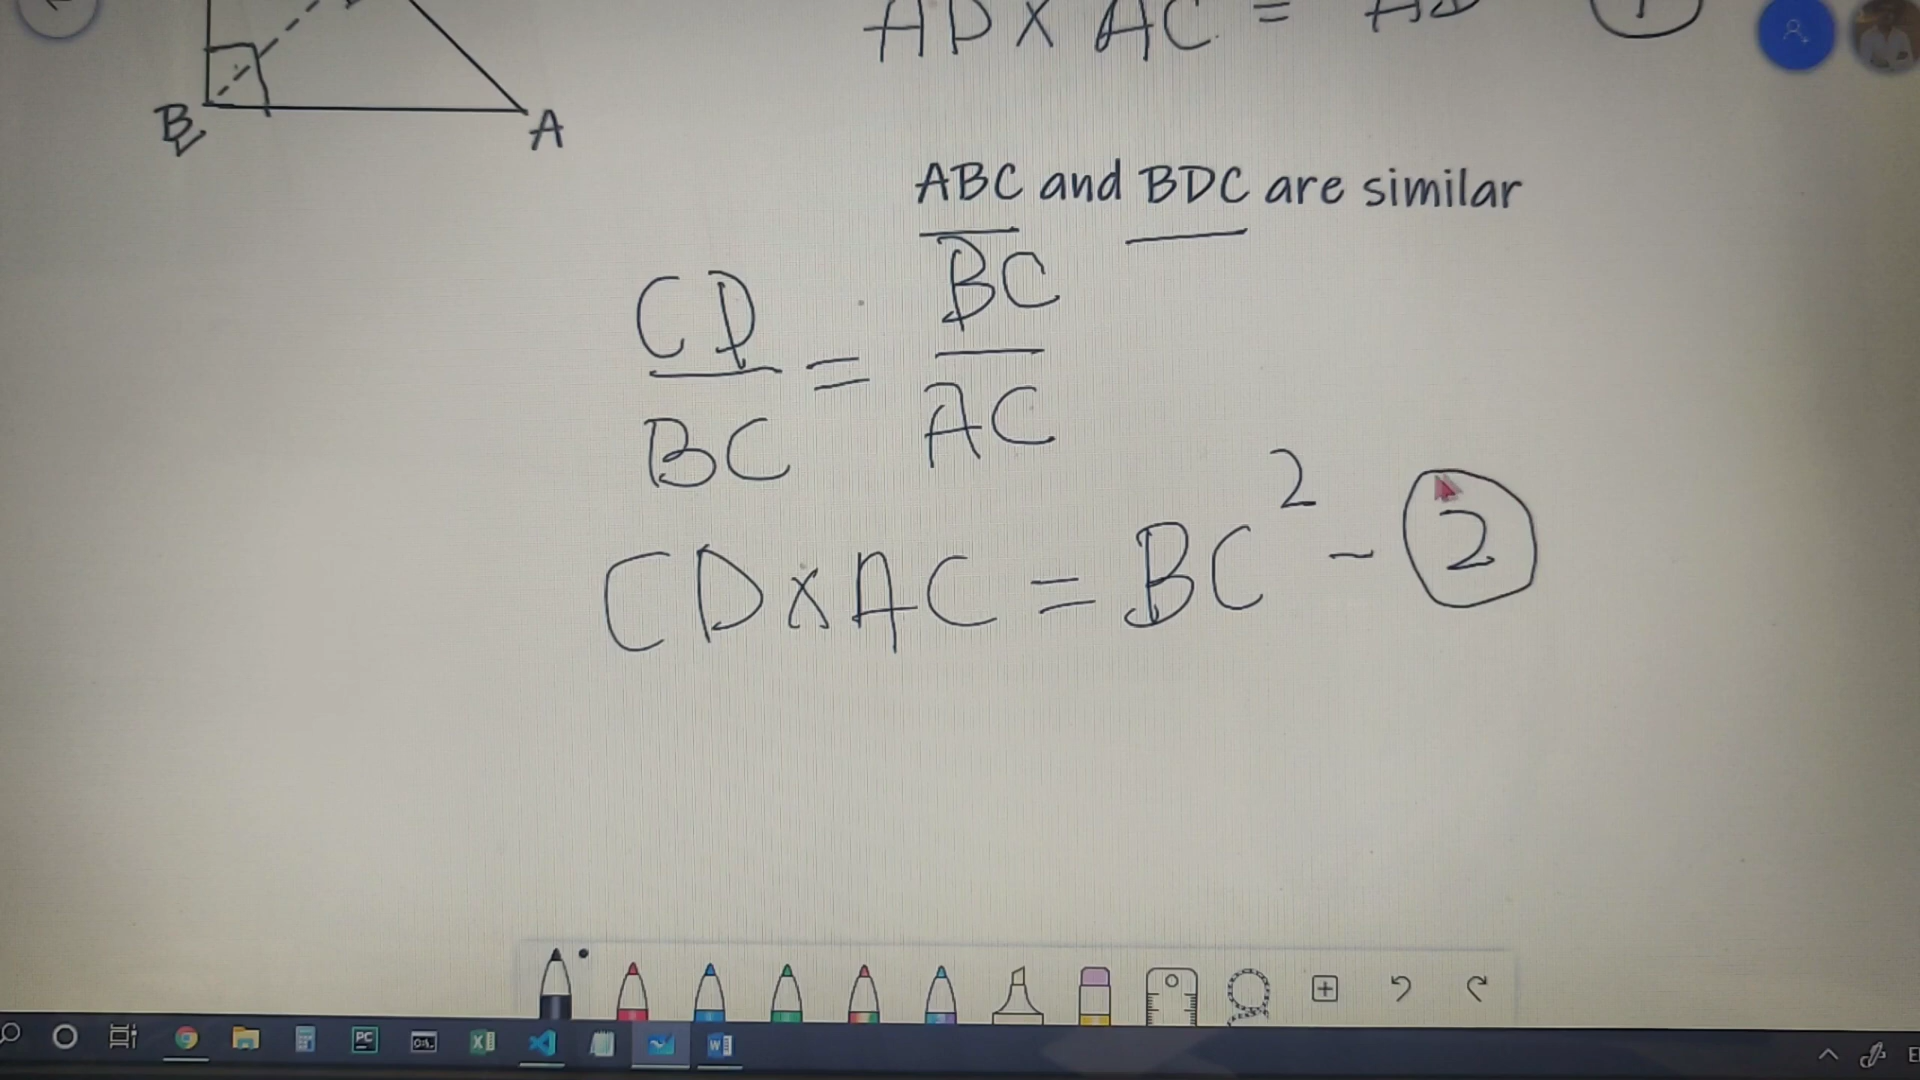 AD X AC =
B
A
ABC and BDC are similar
CD = BC
BC AC
CD X AC = BC² - 2